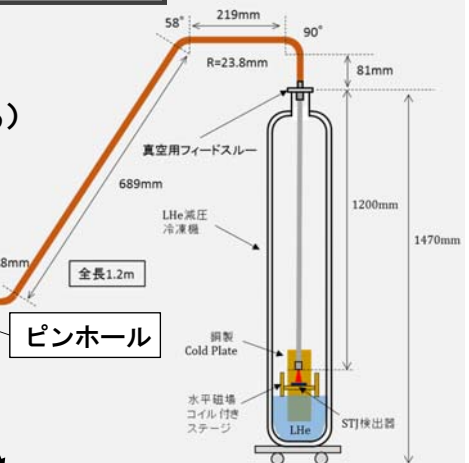 219mm
58°
90°
R=23.8mm
81mm
真空用フィードスルー
689mm
1200mm
LHe減圧
冷凍機
1470mm
8mm
全長1.2m
ピンホール
銅製
Cold Plate
水平磁場
コイル付き
ステージ
STJ検出器
LHe